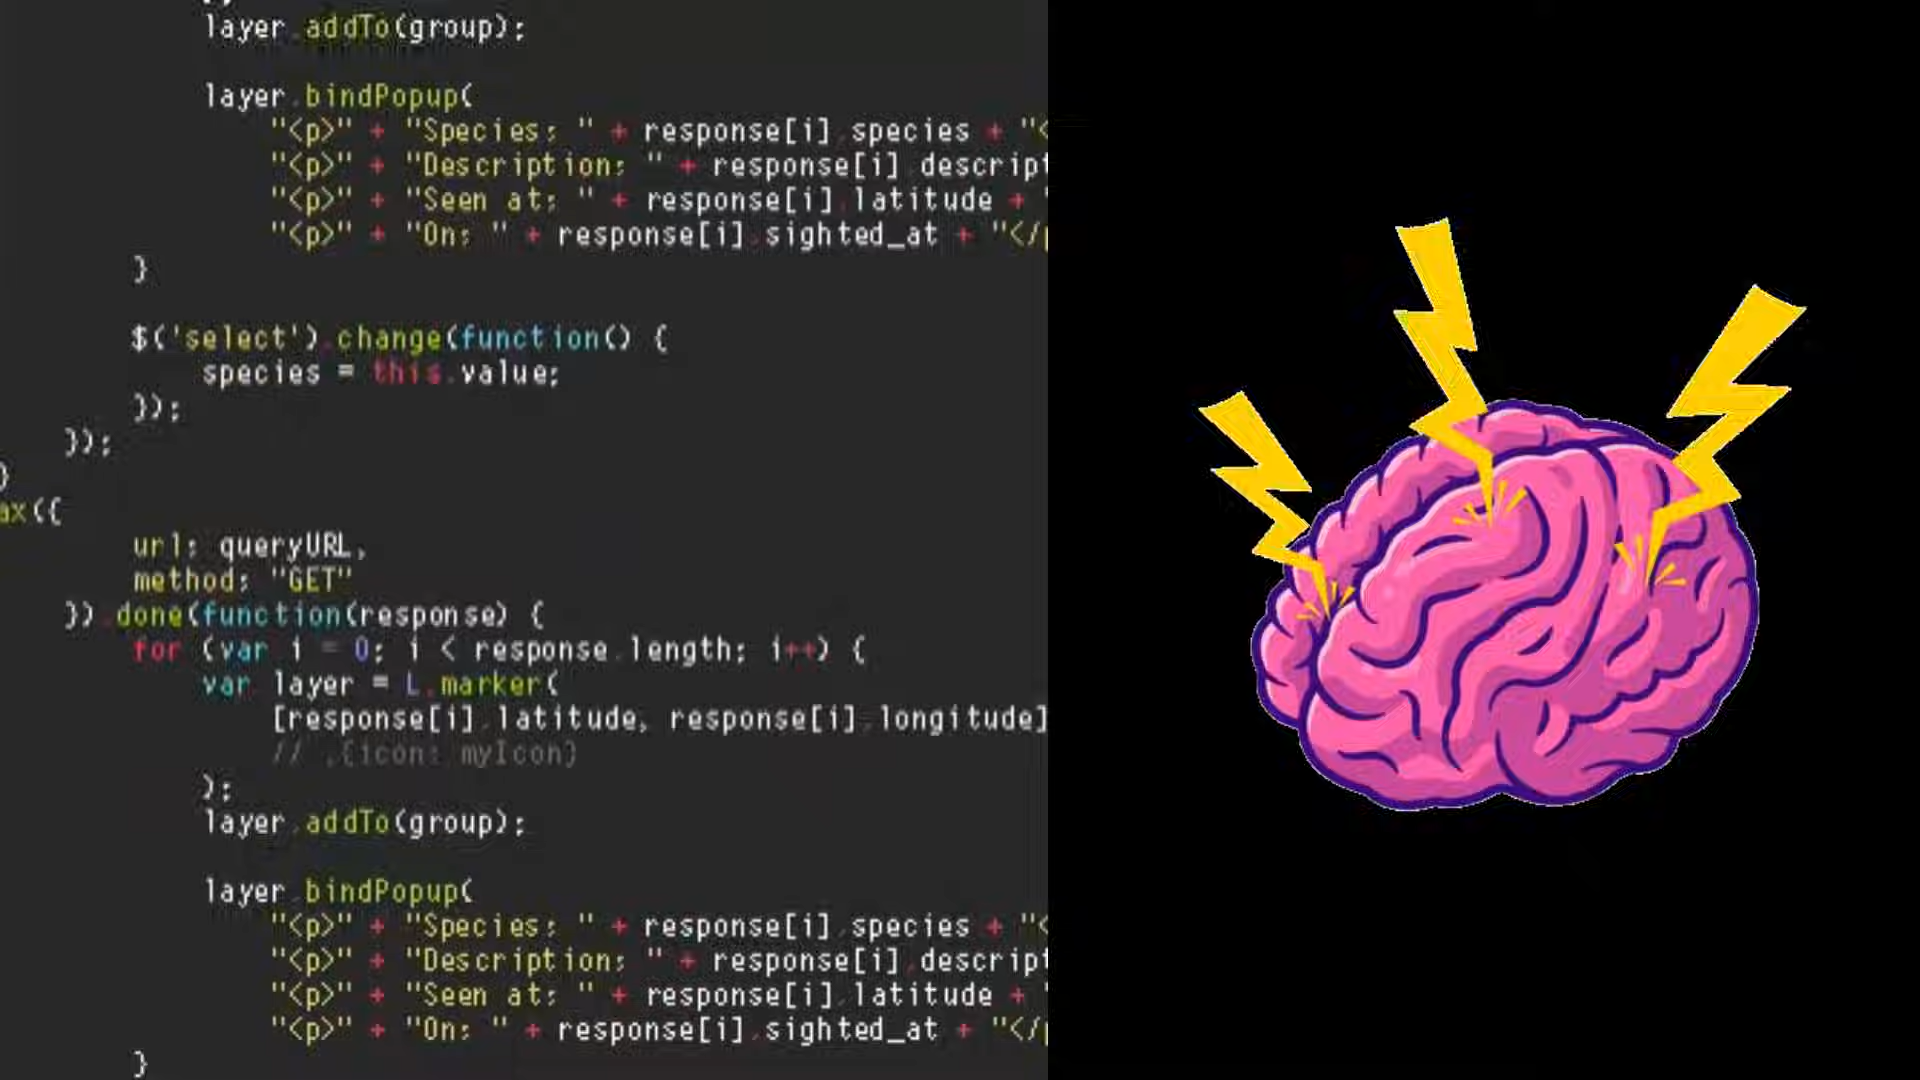 layer.addTo(group);
layer.bindPopup(
"<p>" + "Species: " + response[i].species + "<
"<p>" + "Description: " + response[i].descript
"<p>" + "Seen at: " + response[i].latitude + "
"<p>" + "On: " + response[i].sighted_at + "</p
}
$('select').change(function() {
species = this.value;
});
});
)
ax({
url: queryURL,
method: "GET"
}).done(function(response) {
for (var i = 0; i < response.length; i++) {
var layer = L.marker(
[response[i].latitude, response[i].longitude]
// ,{icon: myIcon}
);
layer.addTo(group);
layer.bindPopup(
"<p>" + "Species: " + response[i].species + "<
"<p>" + "Description: " + response[i].descript
"<p>" + "Seen at: " + response[i].latitude + "
"<p>" + "On: " + response[i].sighted_at + "</p
}